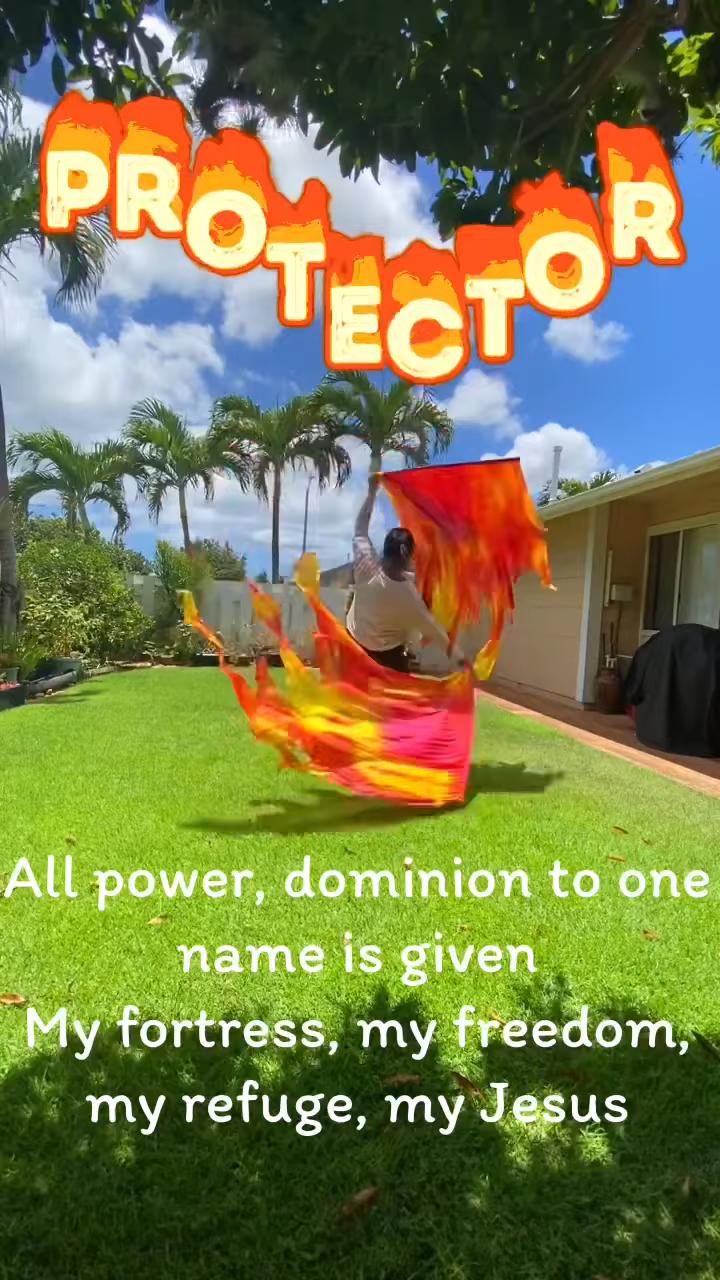 PROTECTOR
All power, dominion to one
name is given
My fortress, my freedom,
my refuge, my Jesus